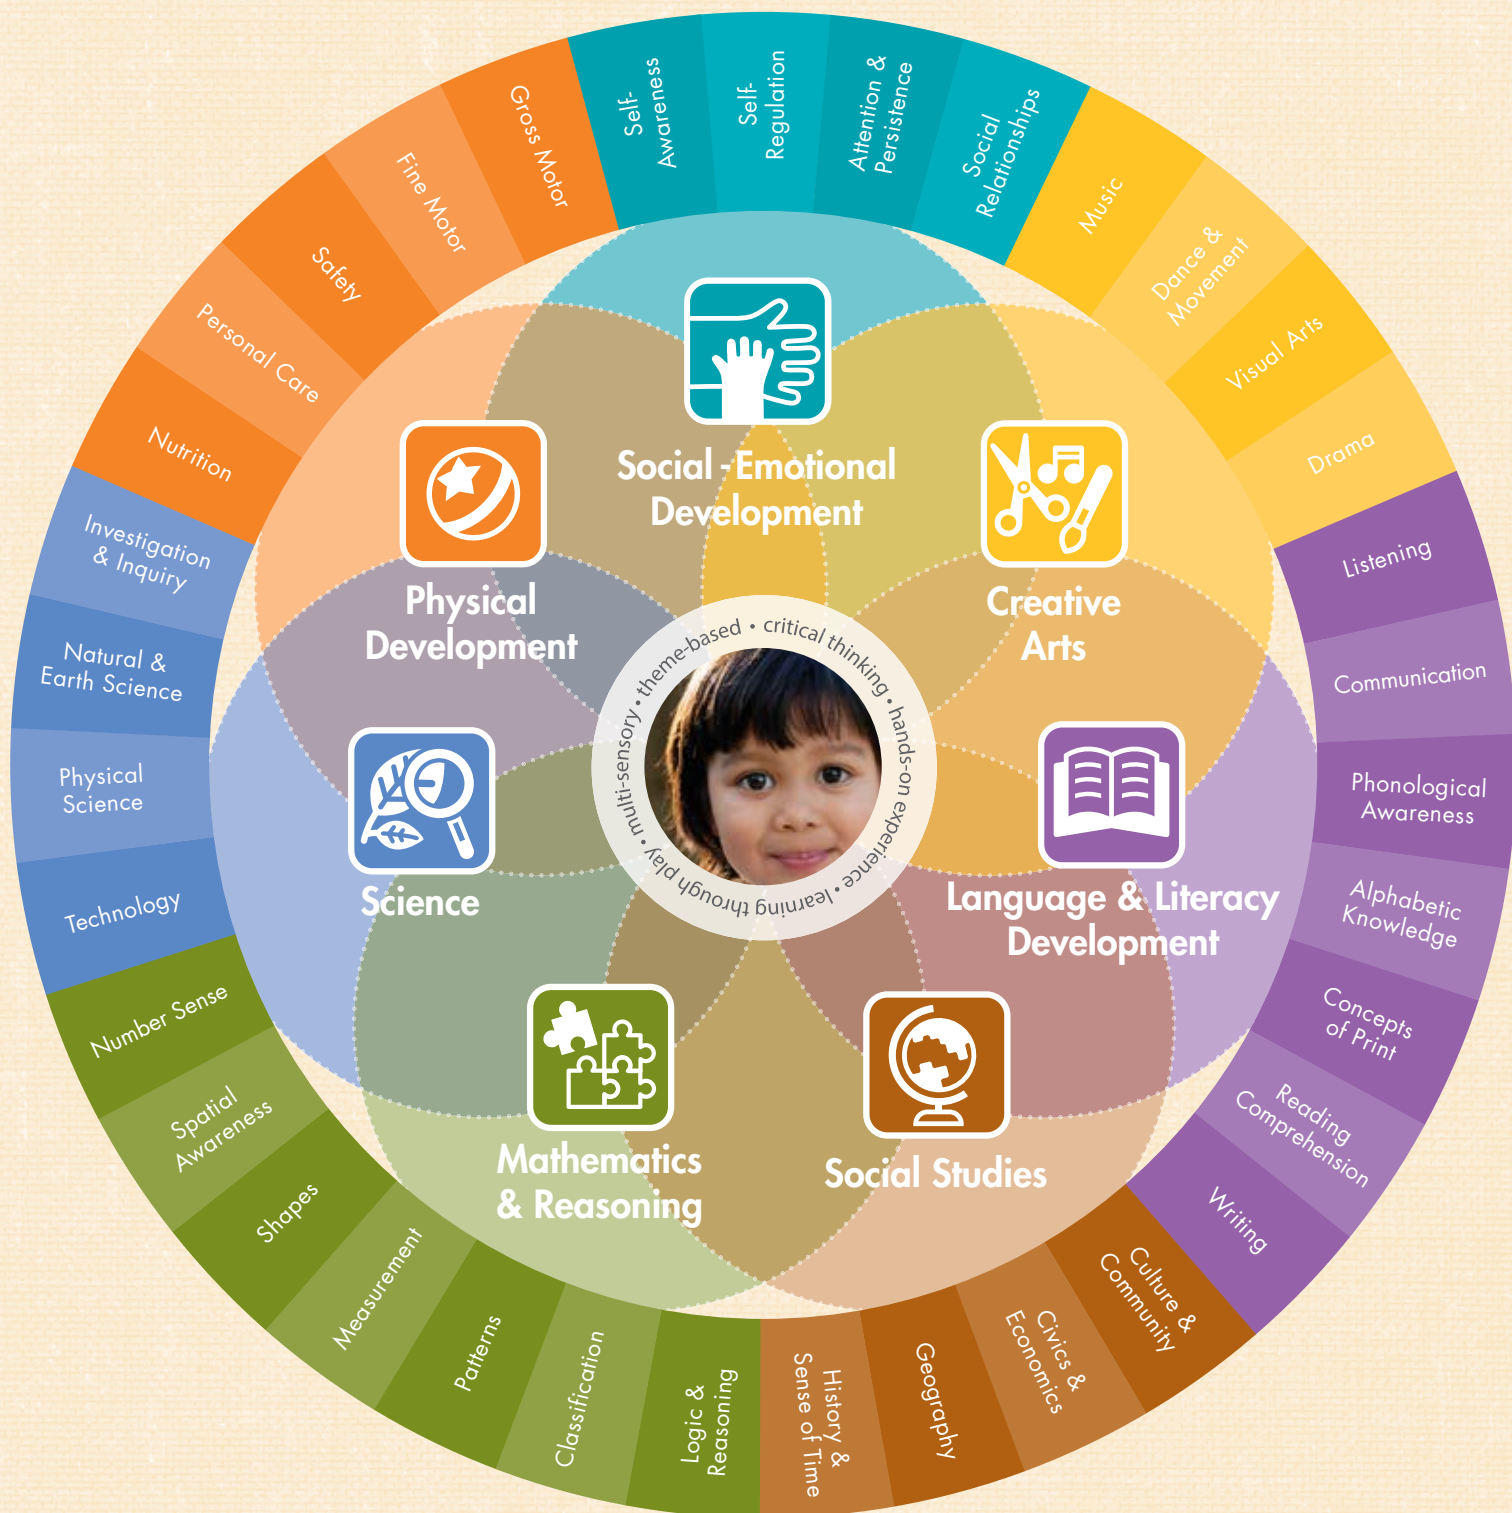 Self-
Awareness
Self-
Regulation
Attention &
Persistence
Social
Relationships
Music
Dance &
Movement
Visual Arts
Drama
Listening
Communication
Phonological
Awareness
Alphabetic
Knowledge
Concepts
of Print
Reading
Comprehension
Writing
Culture &
Community
Civics &
Economics
Geography
History &
Sense of Time
Logic &
Reasoning
Classification
Patterns
Measurement
Shapes
Spatial
Awareness
Number Sense
Technology
Physical
Science
Natural &
Earth Science
Investigation
& Inquiry
Nutrition
Personal Care
Safety
Fine Motor
Gross Motor
Social-Emotional
Development
Creative
Arts
Language & Literacy
Development
Social Studies
Mathematics
& Reasoning
Science
Physical
Development
critical thinking • hands-on experience • learning through play • multi-sensory • theme-based •